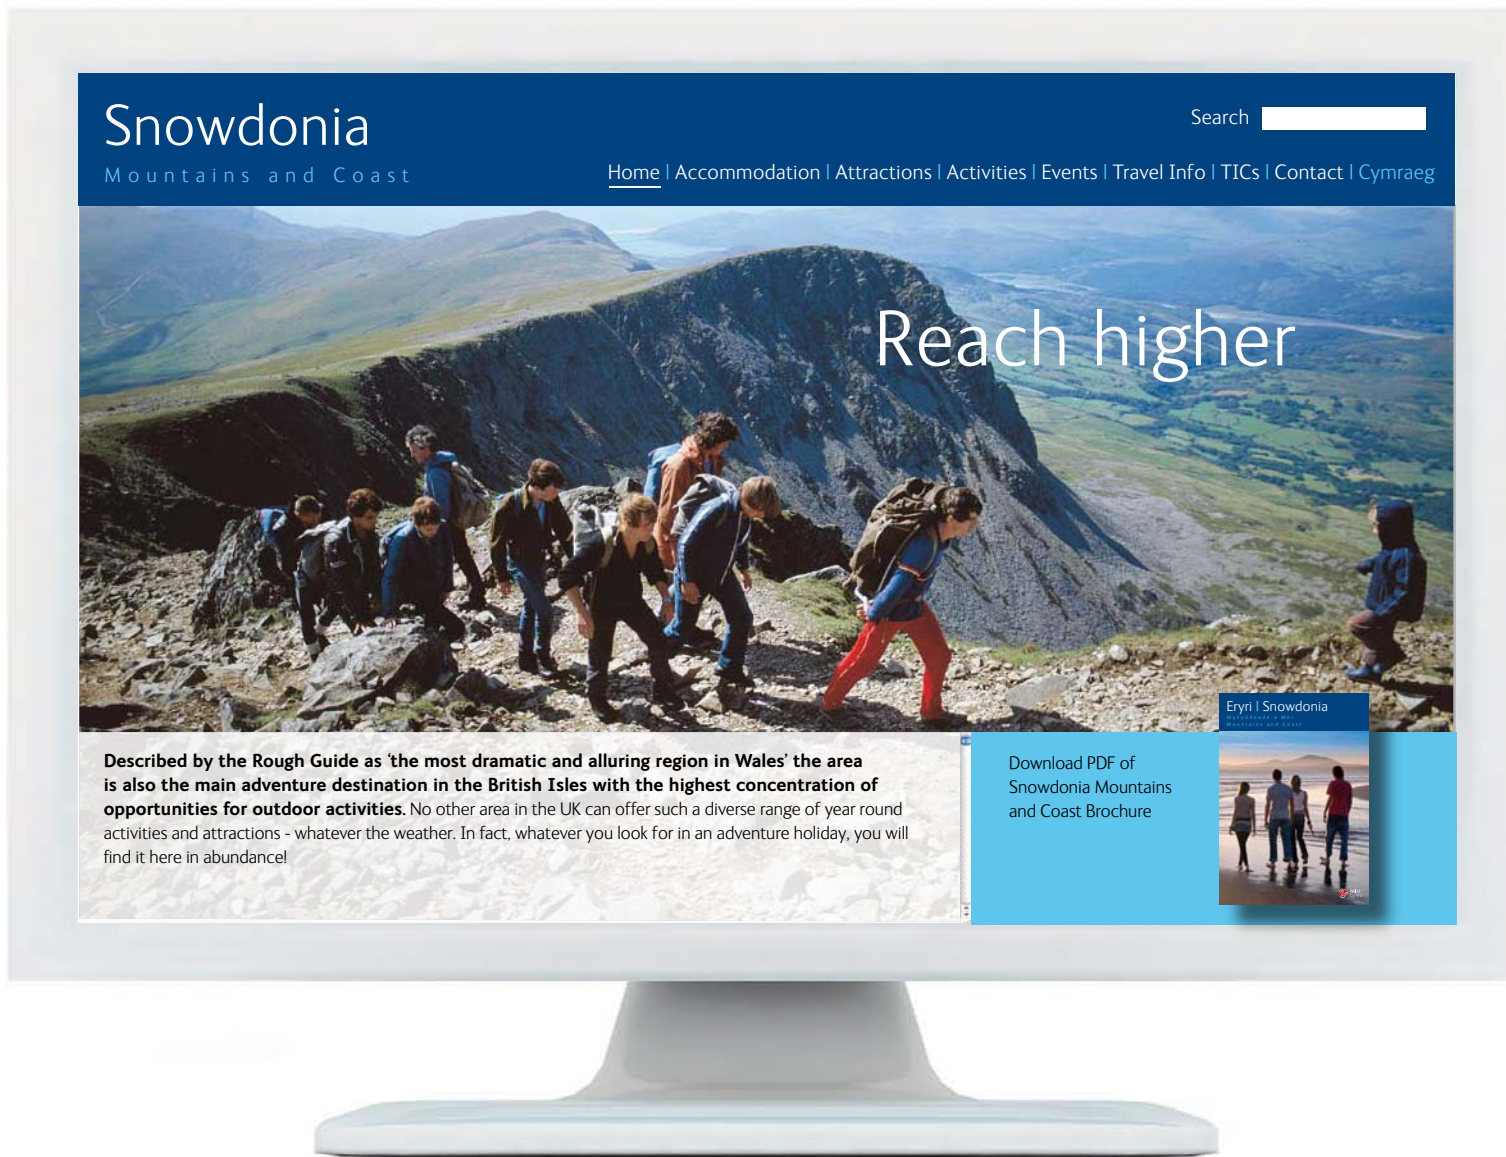 Snowdonia
Mountains and Coast
Search
Home | Accommodation | Attractions | Activities | Events | Travel Info | TICs | Contact | Cymraeg
Reach higher
Described by the Rough Guide as ‘the most dramatic and alluring region in Wales’ the area
is also the main adventure destination in the British Isles with the highest concentration of
opportunities for outdoor activities. No other area in the UK can offer such a diverse range of year round
activities and attractions - whatever the weather. In fact, whatever you look for in an adventure holiday, you will
find it here in abundance!
Download PDF of
Snowdonia Mountains
and Coast Brochure
Eryri | Snowdonia
Mynyddoedd a Môr
Mountains and Coast